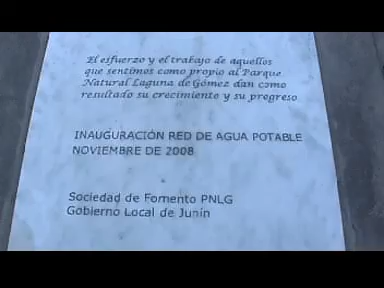 El esfuerzo y el trabajo de aquellos
que sentimos como propio al Parque
Natural Laguna de Gómez dan como
resultado su crecimiento y su progreso
INAUGURACIÓN RED DE AGUA POTABLE
NOVIEMBRE DE 2008
Sociedad de Fomento PNLG
Gobierno Local de Junín